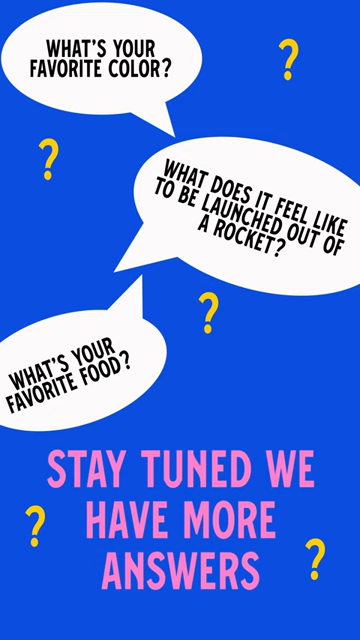 WHAT'S YOUR
FAVORITE COLOR?
?
?
WHAT DOES IT FEEL LIKE
TO BE LAUNCHED OUT OF
A ROCKET?
?
WHAT'S YOUR
FAVORITE FOOD?
STAY TUNED WE
HAVE MORE
ANSWERS
?
?